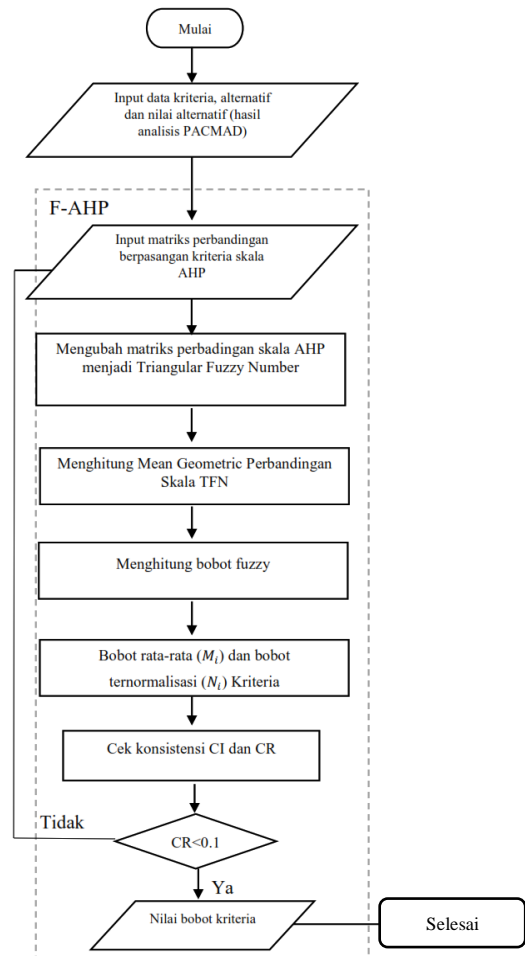 Mulai
Input data kriteria, alternatif
dan nilai alternatif (hasil
analisis PACMAD)
F-AHP
Input matriks perbandingan
berpasangan kriteria skala
AHP
Mengubah matriks perbadingan skala AHP
menjadi Triangular Fuzzy Number
Menghitung Mean Geometric Perbandingan
Skala TFN
Menghitung bobot fuzzy
Bobot rata-rata (𝑀𝑖) dan bobot
ternormalisasi (𝑁𝑖) Kriteria
Cek konsistensi CI dan CR
Tidak
CR<0.1
Ya
Nilai bobot kriteria
Selesai